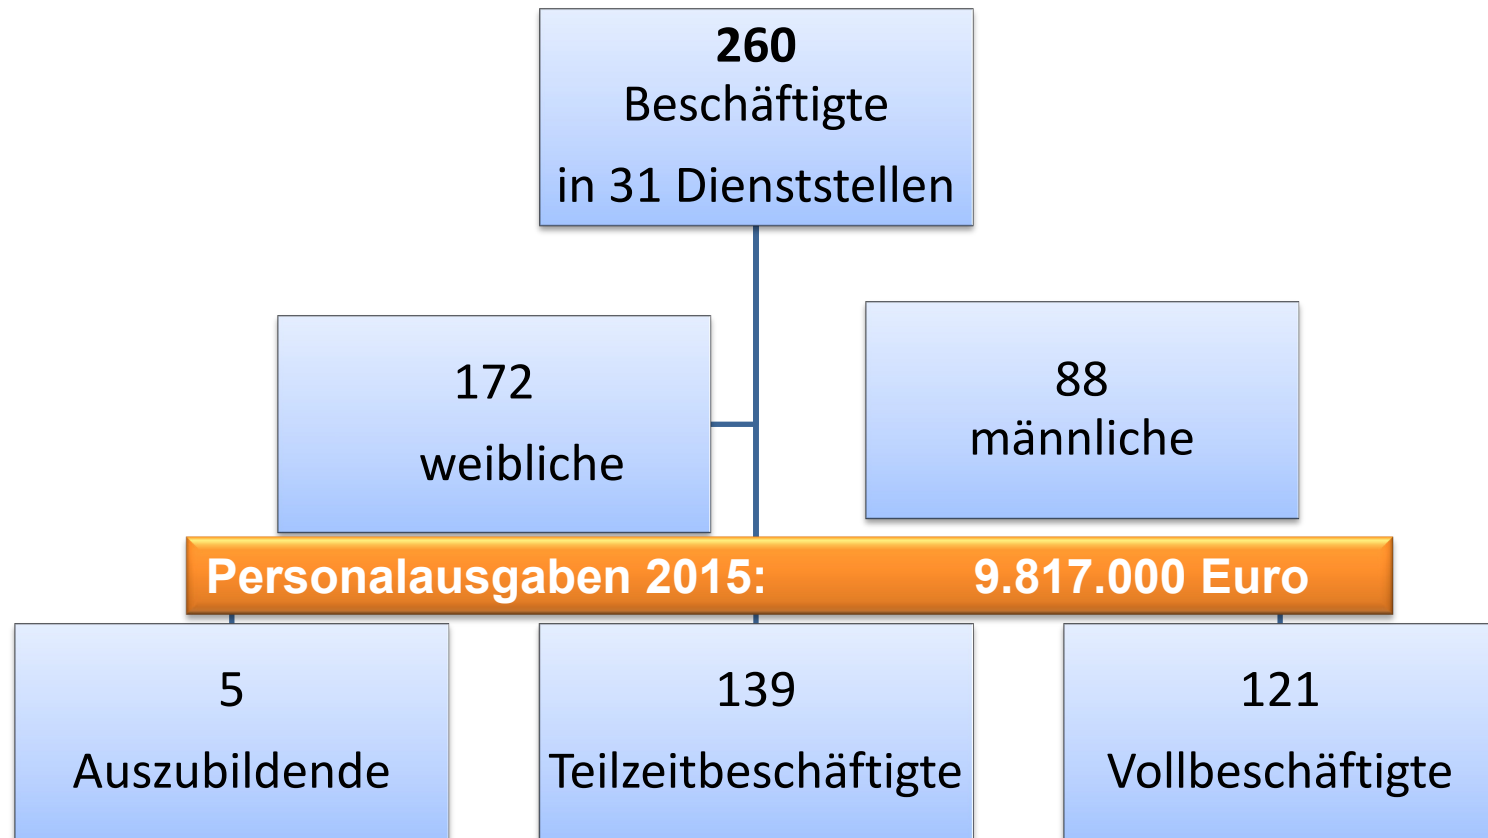 260
Beschäftigte
in 31 Dienststellen
172
weibliche
88
männliche
Personalausgaben 2015: 9.817.000 Euro
5
Auszubildende
139
Teilzeitbeschäftigte
121
Vollbeschäftigte